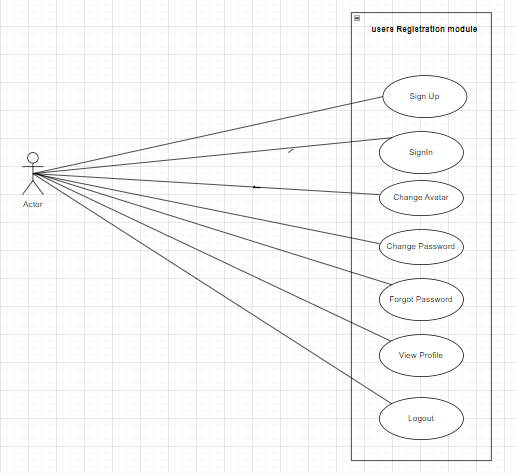 users Registration module
Sign Up
SignIn
Change Avatar
Actor
Change Password
Forgot Password
View Profile
Logout